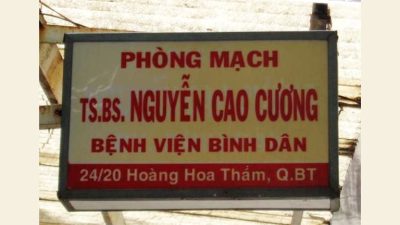 PHÒNG MẠCH
TS.BS. NGUYỄN CAO CƯƠNG
BỆNH VIỆN BÌNH DÂN
24/20 Hoàng Hoa Thám, Q.BT